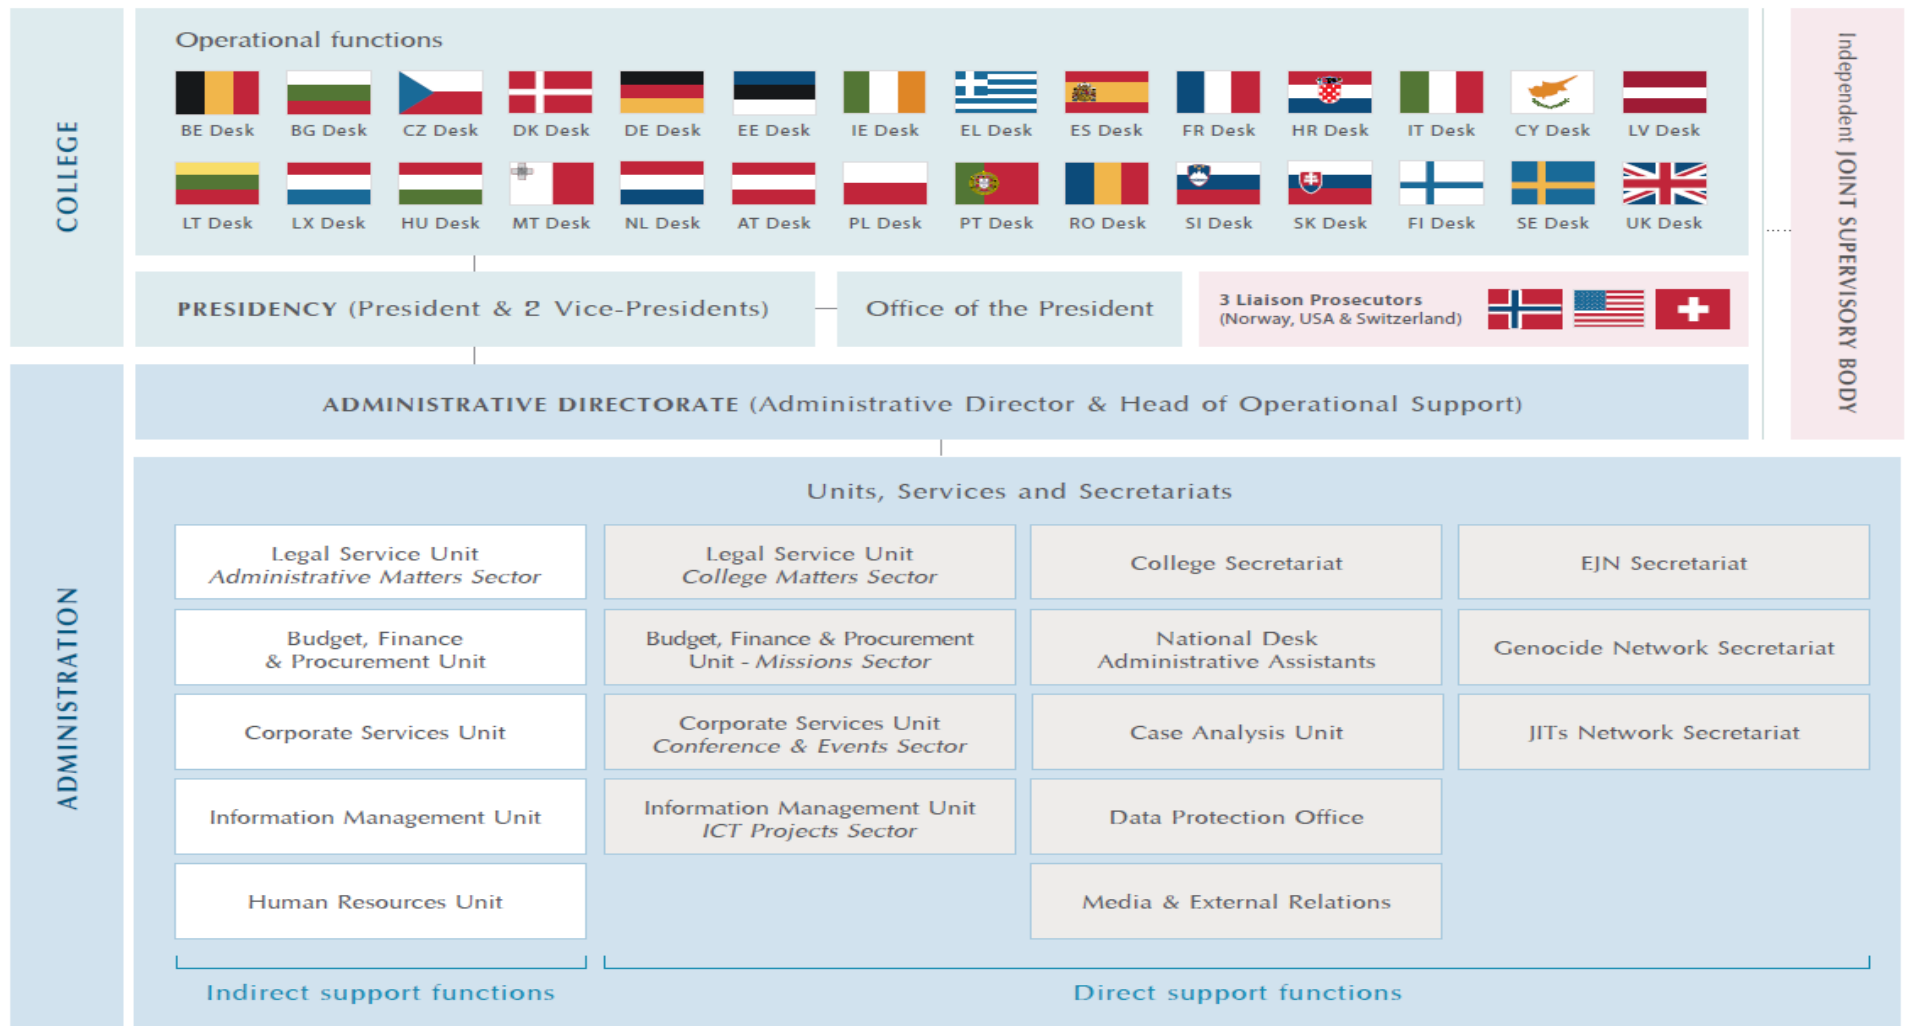 COLLEGE
Operational functions
BE Desk BG Desk CZ Desk DK Desk DE Desk EE Desk IE Desk EL Desk ES Desk FR Desk HR Desk IT Desk CY Desk LV Desk
LT Desk LX Desk HU Desk MT Desk NL Desk AT Desk PL Desk PT Desk RO Desk SI Desk SK Desk FI Desk SE Desk UK Desk
PRESIDENCY (President & 2 Vice-Presidents)
Office of the President
3 Liaison Prosecutors
(Norway, USA & Switzerland)
Independent JOINT SUPERVISORY BODY
ADMINISTRATION
ADMINISTRATIVE DIRECTORATE (Administrative Director & Head of Operational Support)
Units, Services and Secretariats
Legal Service Unit
Administrative Matters Sector
Budget, Finance
& Procurement Unit
Corporate Services Unit
Information Management Unit
Human Resources Unit
Legal Service Unit
College Matters Sector
Budget, Finance & Procurement
Unit - Missions Sector
Corporate Services Unit
Conference & Events Sector
Information Management Unit
ICT Projects Sector
College Secretariat
National Desk
Administrative Assistants
Case Analysis Unit
Data Protection Office
Media & External Relations
EJN Secretariat
Genocide Network Secretariat
JITs Network Secretariat
Indirect support functions
Direct support functions